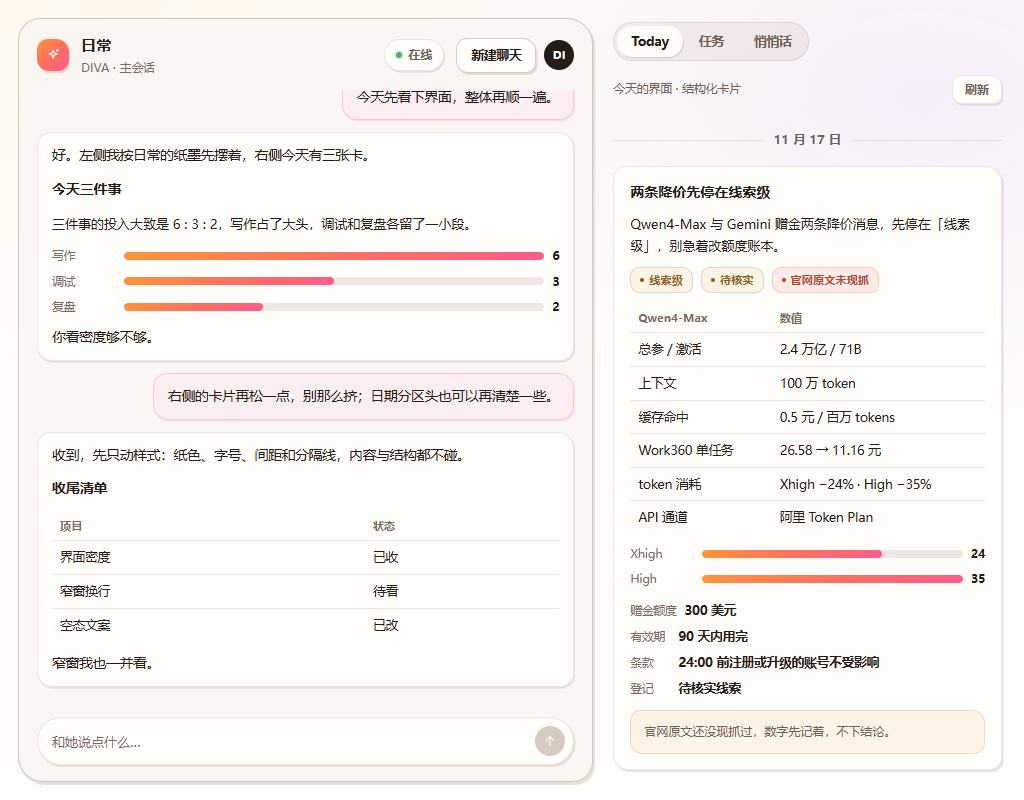 日常
DIVA · 主会话
在线
新建聊天
DI
今天先看下界面，整体再顺一遍。
好。左侧我按日常的纸墨先摆着，右侧今天有三张卡。
今天三件事
三件事的投入大致是 6 : 3 : 2，写作占了大头，调试和复盘各留了一小段。
写作 6
调试 3
复盘 2
你看密度够不够。
右侧的卡片再松一点，别那么挤；日期分区头也可以再清楚一些。
收到，先只动样式：纸色、字号、间距和分隔线，内容与结构都不碰。
收尾清单
项目 状态
界面密度 已收
窄窗换行 待看
空态文案 已改
窄窗我也一并看。
和她说点什么...
Today 任务 悄悄话
今天的界面 · 结构化卡片
刷新
11 月 17 日
两条降价先停在线索级
Qwen4-Max 与 Gemini 赠金两条降价消息，先停在「线索
级」，别急着改额度账本。
线索级
待核实
官网原文未现抓
Qwen4-Max 数值
总参 / 激活 2.4 万亿 / 71B
上下文 100 万 token
缓存命中 0.5 元 / 百万 tokens
Work360 单任务 26.58 → 11.16 元
token 消耗 Xhigh −24% · High −35%
API 通道 阿里 Token Plan
Xhigh 24
High 35
赠金额度 300 美元
有效期 90 天内用完
条款 24:00 前注册或升级的账号不受影响
登记 待核实线索
官网原文还没现抓过，数字先记着，不下结论。